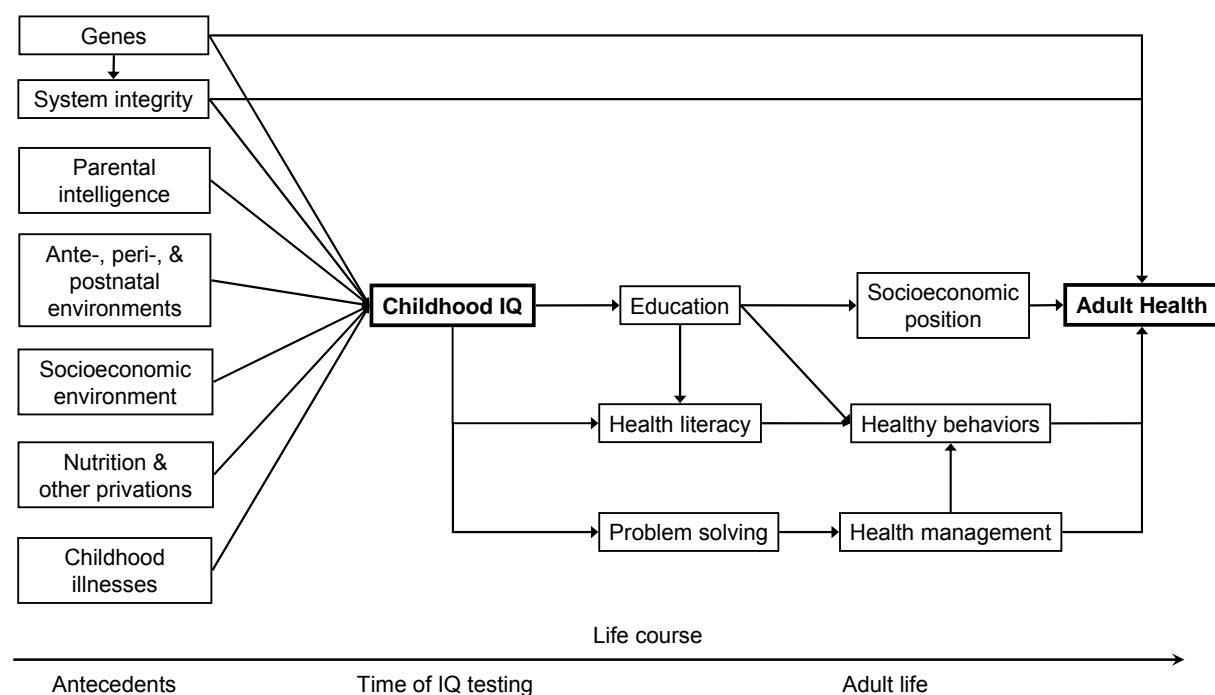 Genes
System integrity
Parental
intelligence
Ante-, peri-, &
postnatal
environments
Socioeconomic
environment
Nutrition &
other privations
Childhood
illnesses
Childhood IQ
Education
Socioeconomic
position
Adult Health
Health literacy
Healthy behaviors
Problem solving
Health management
Life course
Antecedents
Time of IQ testing
Adult life